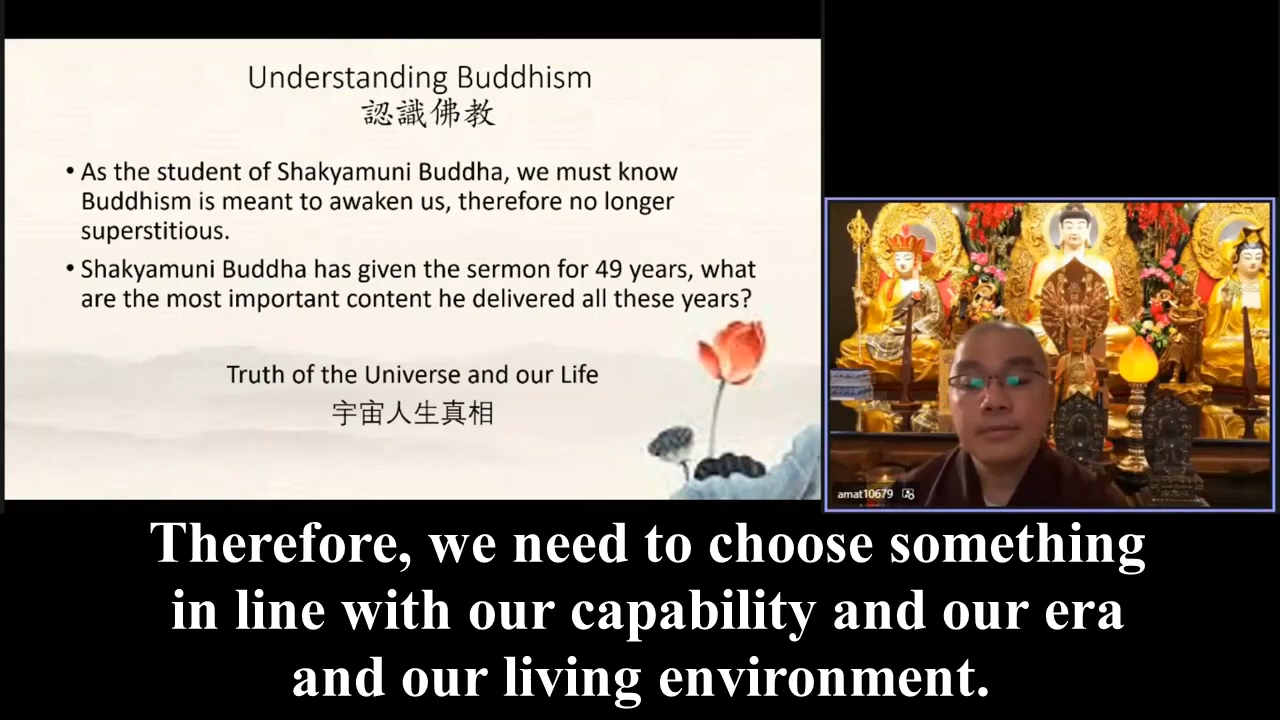 Understanding Buddhism
認識佛教
• As the student of Shakyamuni Buddha, we must know
Buddhism is meant to awaken us, therefore no longer
superstitious.
• Shakyamuni Buddha has given the sermon for 49 years, what
are the most important content he delivered all these years?
Truth of the Universe and our Life
宇宙人生真相
amat10679
Therefore, we need to choose something
in line with our capability and our era
and our living environment.